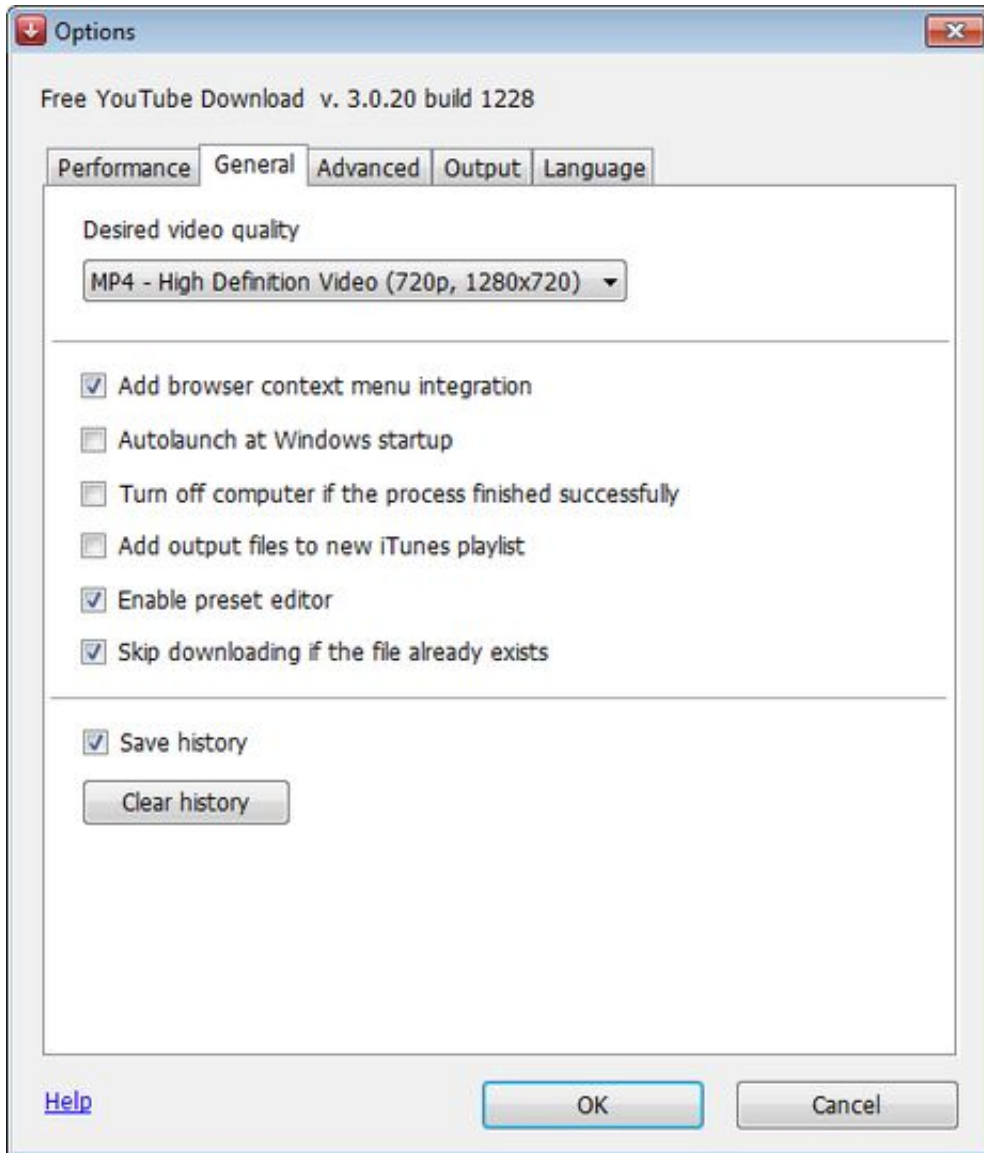 Options
Free YouTube Download v. 3.0.20 build 1228
Performance General Advanced Output Language
Desired video quality
MP4 - High Definition Video (720p, 1280x720)
Add browser context menu integration
Autolaunch at Windows startup
Turn off computer if the process finished successfully
Add output files to new iTunes playlist
Enable preset editor
Skip downloading if the file already exists
Save history
Clear history
Help OK Cancel